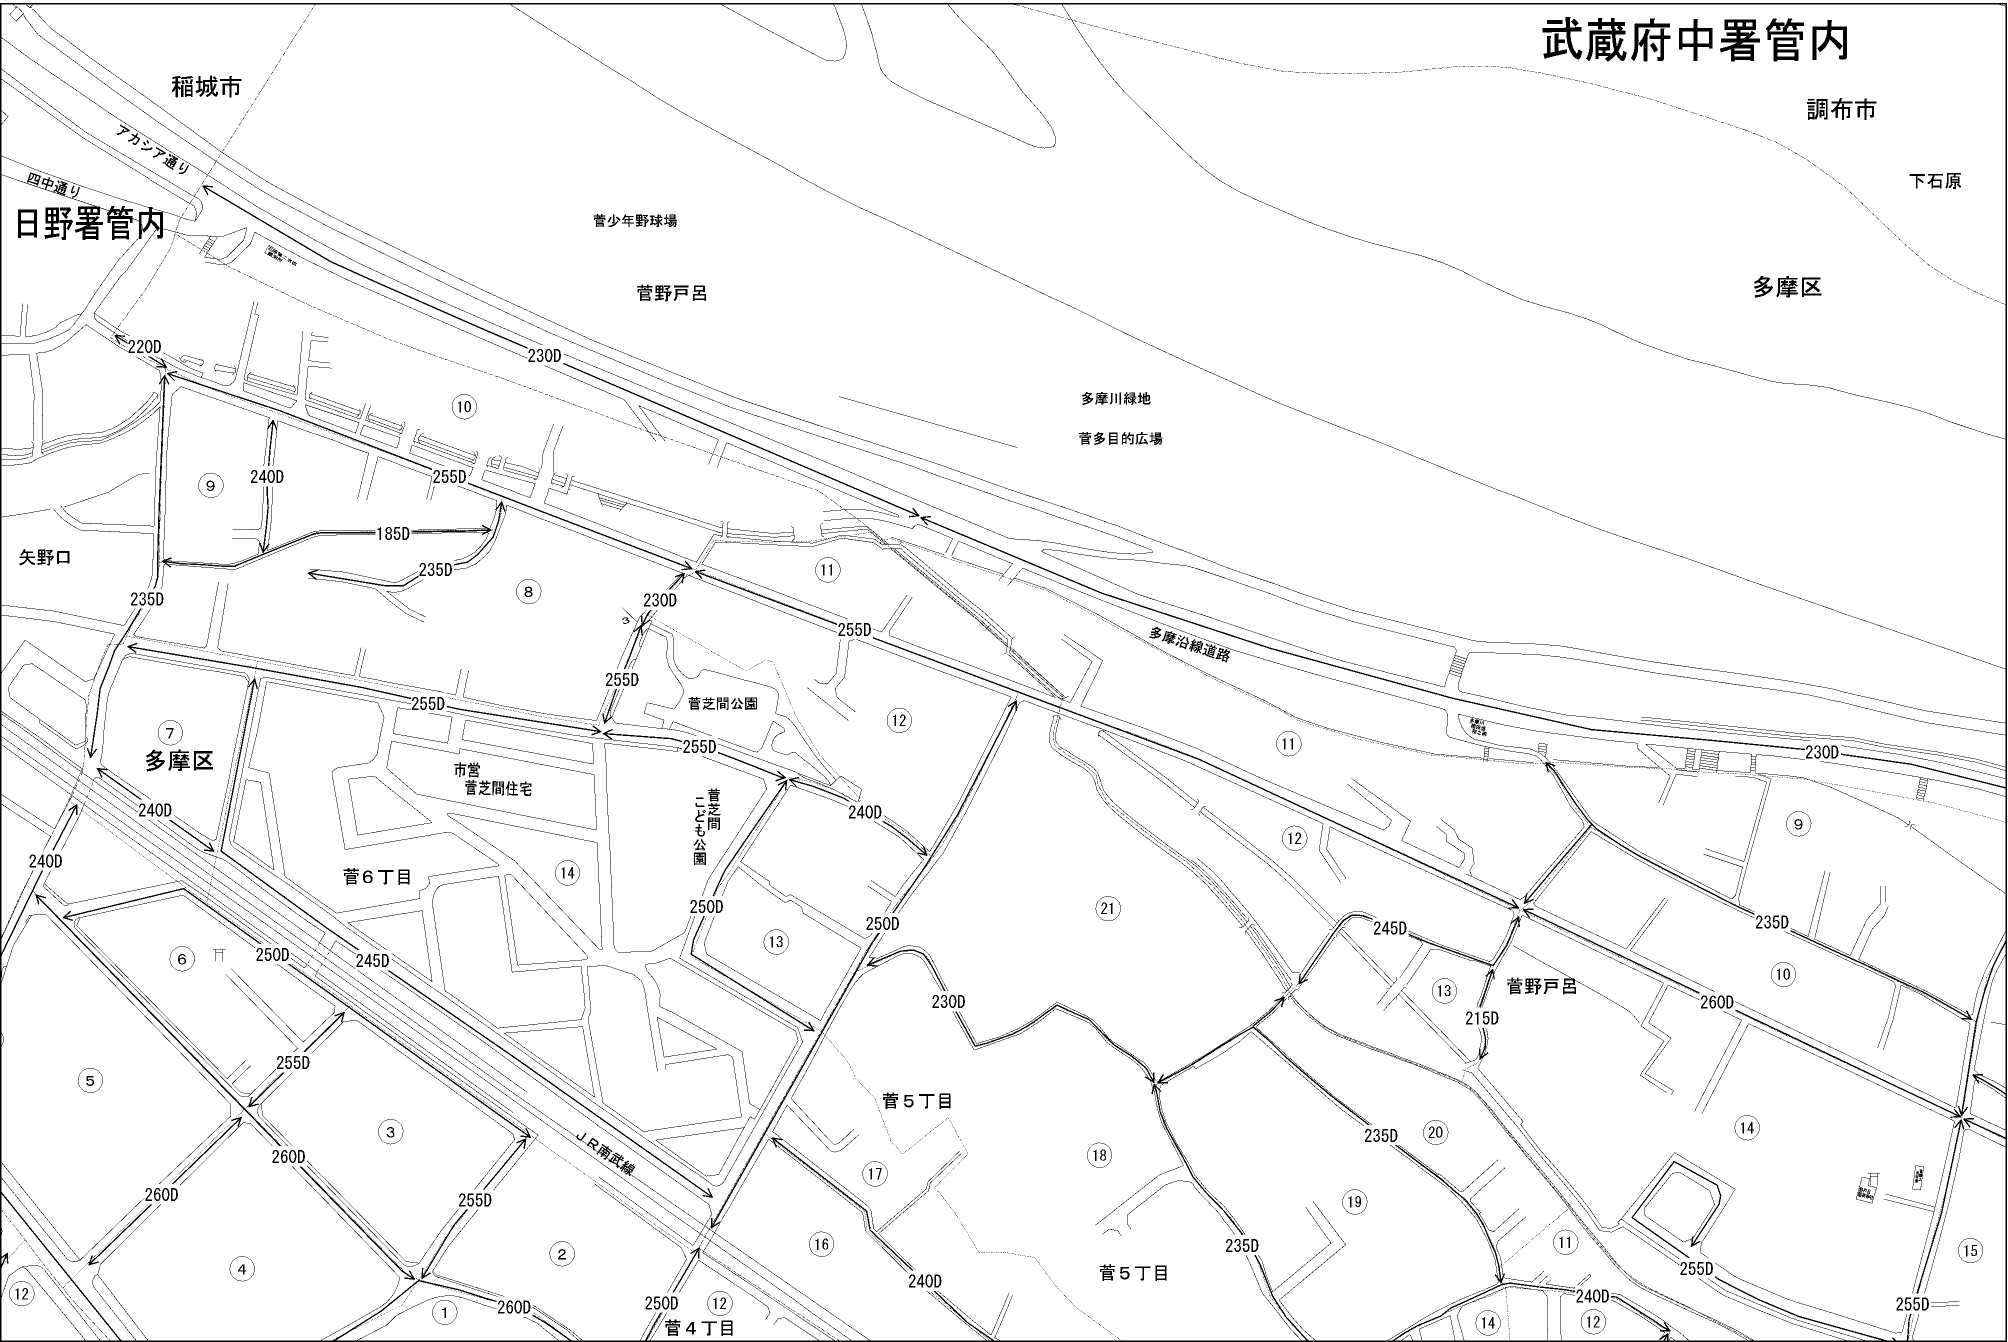 武蔵府中署管内
稲城市
調布市
アカシア通り
四中通り
下石原
日野署管内
菅少年野球場
菅野戸呂
多摩区
220D
230D
多摩川緑地
⑩
菅多目的広場
⑨
240D
255D
185D
矢野口
235D
⑪
235D
⑧
230D
3
255D
多摩沿線道路
255D
255D
菅芝間公園
⑫
⑦
多摩区
255D
⑪
230D
市営
菅芝間住宅
菅芝間
こども公園
240D
240D
⑨
⑫
240D
菅6丁目
⑭
250D
㉑
250D
235D
245D
⑬
⑥
250D
245D
⑩
菅野戸呂
⑬
230D
260D
215D
255D
⑤
菅5丁目
③
⑭
⑳
235D
JR南武線
260D
⑱
⑰
260D
255D
⑲
⑯
235D
⑪
⑮
②
④
菅5丁目
255D
240D
⑫
①
260D
250D
⑫
240D
255D
菅4丁目
⑭
⑫